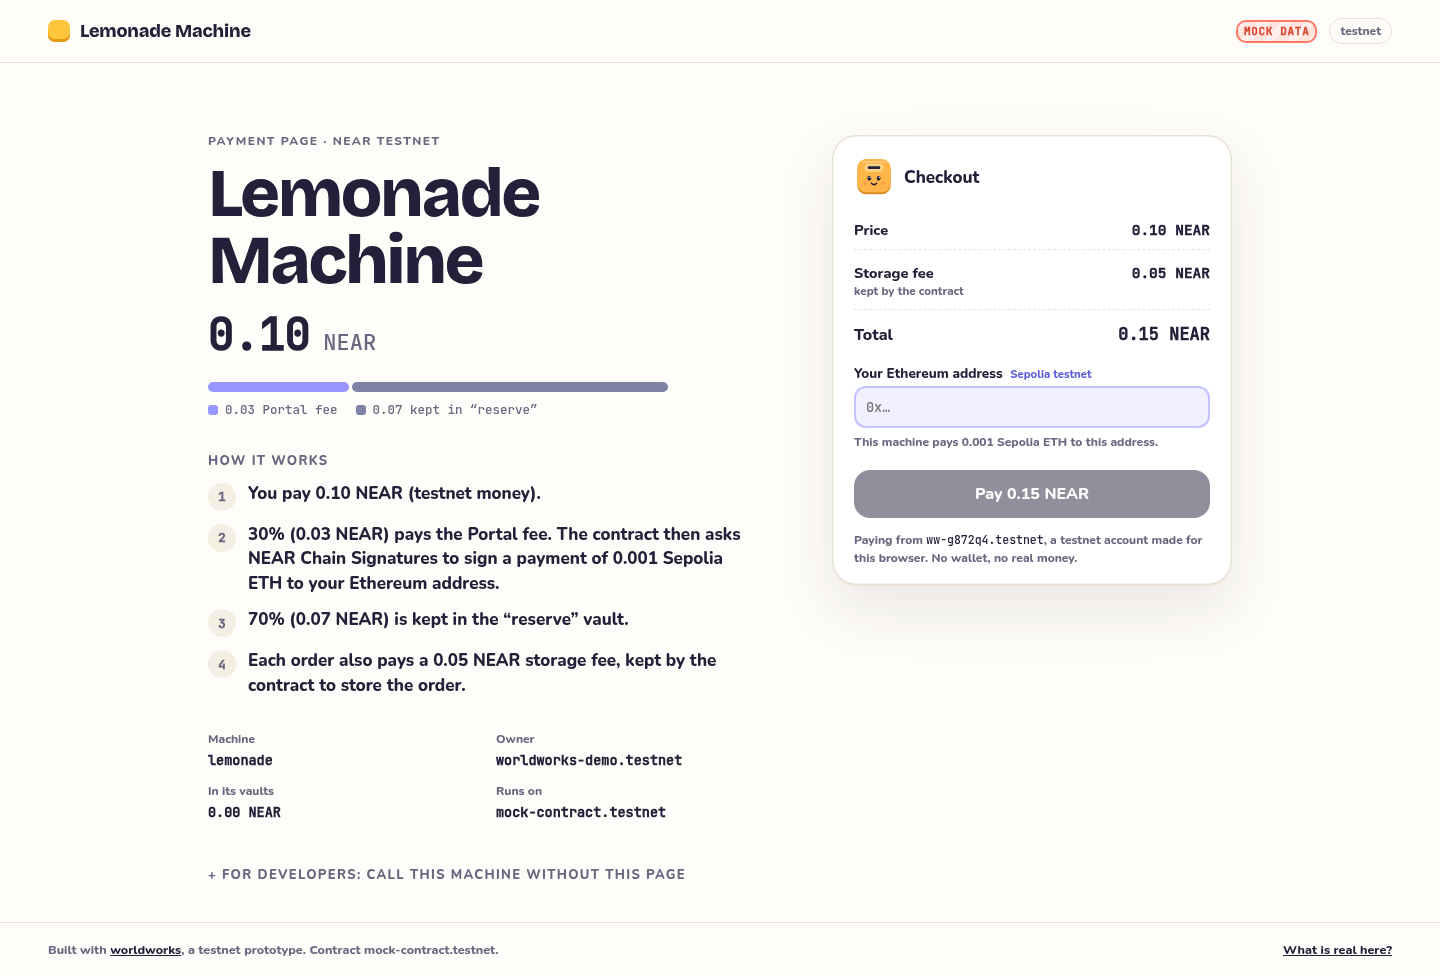 Lemonade Machine
MOCK DATA
testnet
PAYMENT PAGE · NEAR TESTNET
Lemonade
Machine
0.10 NEAR
0.03 Portal fee
0.07 kept in “reserve”
HOW IT WORKS
1 You pay 0.10 NEAR (testnet money).
2 30% (0.03 NEAR) pays the Portal fee. The contract then asks
NEAR Chain Signatures to sign a payment of 0.001 Sepolia
ETH to your Ethereum address.
3 70% (0.07 NEAR) is kept in the “reserve” vault.
4 Each order also pays a 0.05 NEAR storage fee, kept by the
contract to store the order.
Machine
lemonade
Owner
worldworks-demo.testnet
In its vaults
0.00 NEAR
Runs on
mock-contract.testnet
+ FOR DEVELOPERS: CALL THIS MACHINE WITHOUT THIS PAGE
Checkout
Price 0.10 NEAR
Storage fee 0.05 NEAR
kept by the contract
Total 0.15 NEAR
Your Ethereum address Sepolia testnet
0x…
This machine pays 0.001 Sepolia ETH to this address.
Pay 0.15 NEAR
Paying from ww-g872q4.testnet, a testnet account made for
this browser. No wallet, no real money.
Built with worldworks, a testnet prototype. Contract mock-contract.testnet.
What is real here?